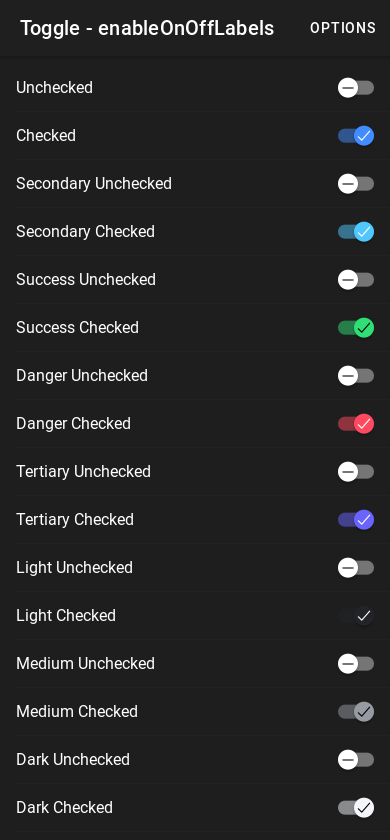 Toggle - enableOnOffLabels
OPTIONS
Unchecked
Checked
Secondary Unchecked
Secondary Checked
Success Unchecked
Success Checked
Danger Unchecked
Danger Checked
Tertiary Unchecked
Tertiary Checked
Light Unchecked
Light Checked
Medium Unchecked
Medium Checked
Dark Unchecked
Dark Checked